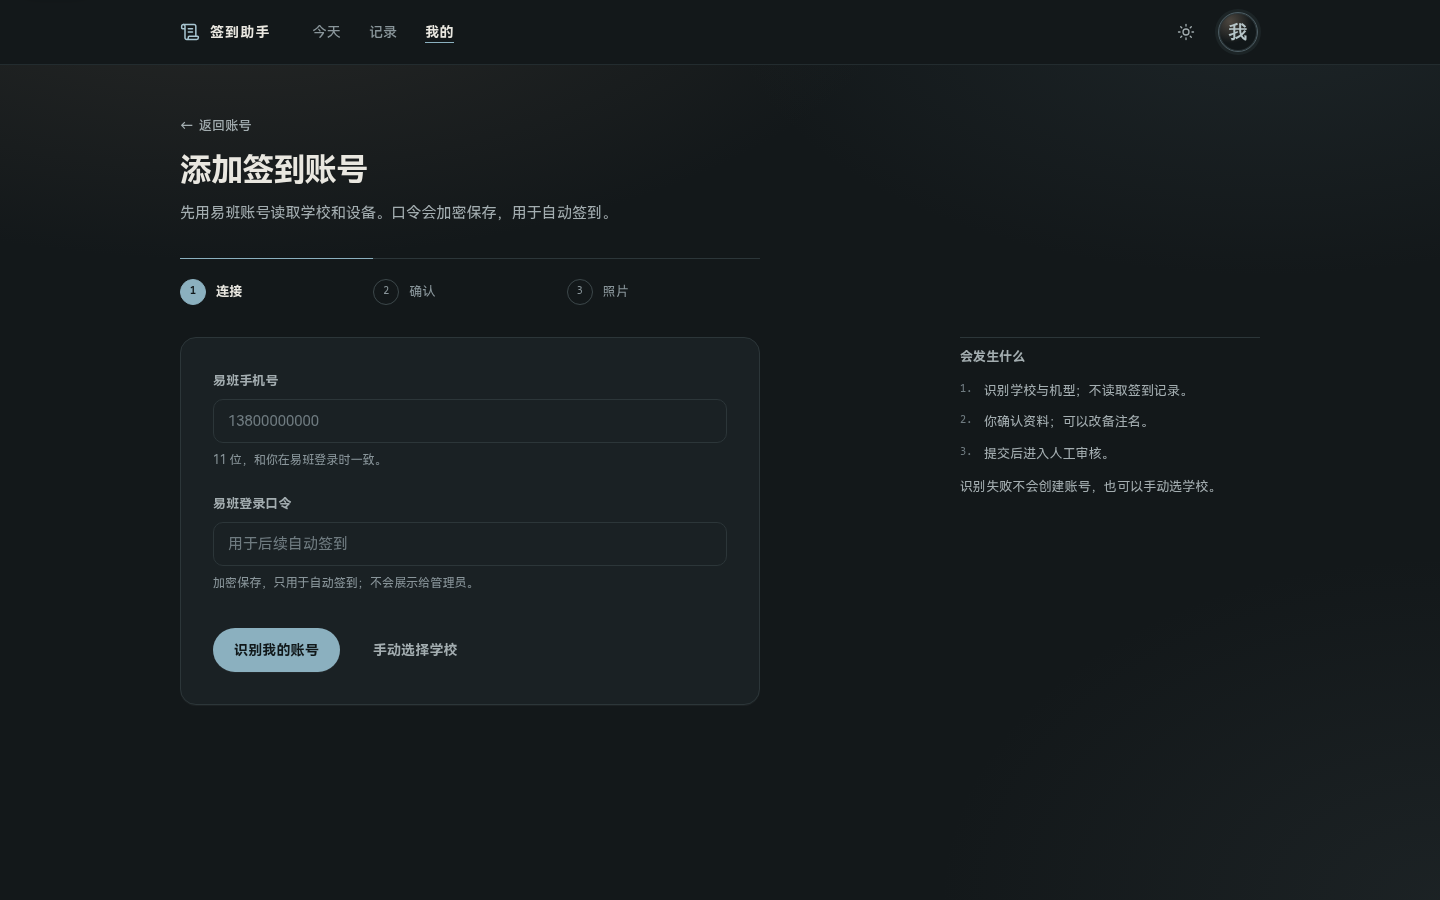 签到助手 今天 记录 我的 我
← 返回账号
添加签到账号
先用易班账号读取学校和设备。口令会加密保存，用于自动签到。
1 连接 2 确认 3 照片
易班手机号
13800000000
11 位，和你在易班登录时一致。
易班登录口令
用于后续自动签到
加密保存，只用于自动签到；不会展示给管理员。
识别我的账号 手动选择学校
会发生什么
1. 识别学校与机型；不读取签到记录。
2. 你确认资料；可以改备注名。
3. 提交后进入人工审核。
识别失败不会创建账号，也可以手动选学校。